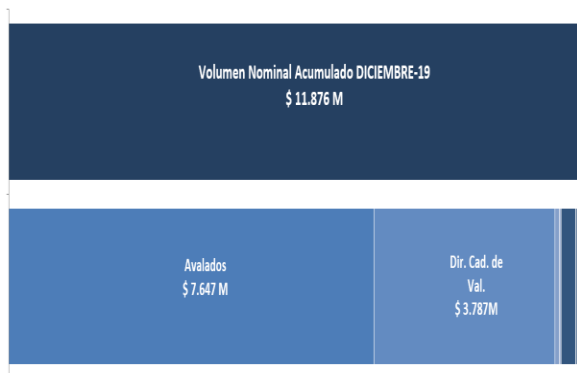 Volumen Nominal Acumulado DICIEMBRE-19
$ 11.876 M
Avalados
$ 7.647 M
Dir. Cad. de
Val.
$ 3.787M